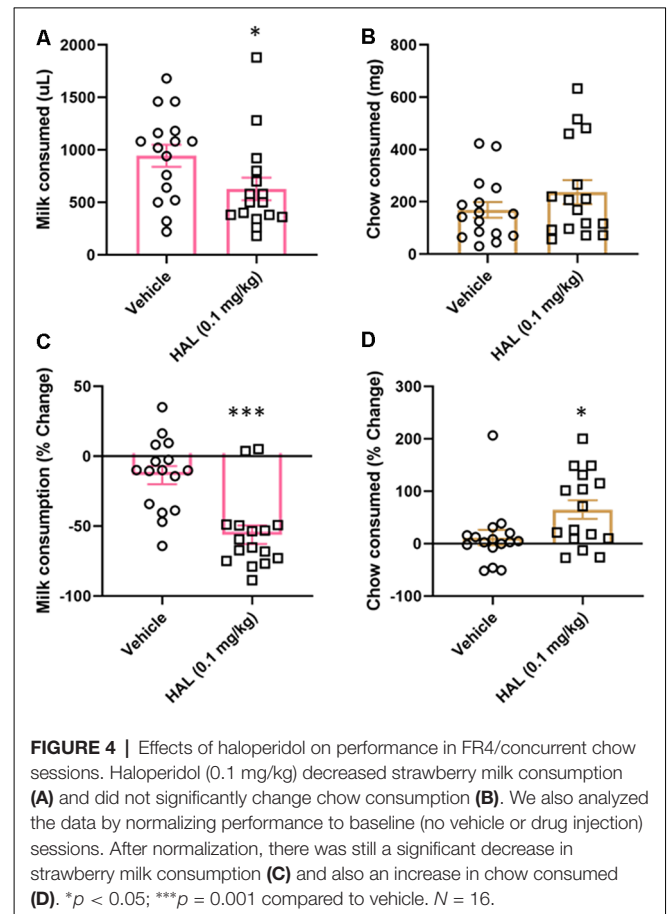 A
B
*
2000
1500
1000
500
0
Milk consumed (uL)
Vehicle
HAL (0.1 mg/kg)
800
600
400
200
0
Chow consumed (mg)
Vehicle
HAL (0.1 mg/kg)
C
D
50
0
-50
-100
Milk consumption (% Change)
***
Vehicle
HAL (0.1 mg/kg)
300
200
100
0
-100
Chow consumed (% Change)
*
Vehicle
HAL (0.1 mg/kg)
FIGURE 4 | Effects of haloperidol on performance in FR4/concurrent chow
sessions. Haloperidol (0.1 mg/kg) decreased strawberry milk consumption
(A) and did not significantly change chow consumption (B). We also analyzed
the data by normalizing performance to baseline (no vehicle or drug injection)
sessions. After normalization, there was still a significant decrease in
strawberry milk consumption (C) and also an increase in chow consumed
(D). *p < 0.05; ***p = 0.001 compared to vehicle. N = 16.